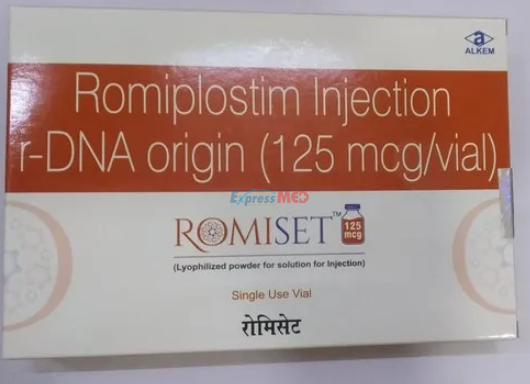 ALKEM
Romiplostim Injection
r-DNA origin (125 mcg/vial)
ExpressMED
ROMISET™ 125 mcg
(Lyophilized powder for solution for Injection)
Single Use Vial
रोमिसेट